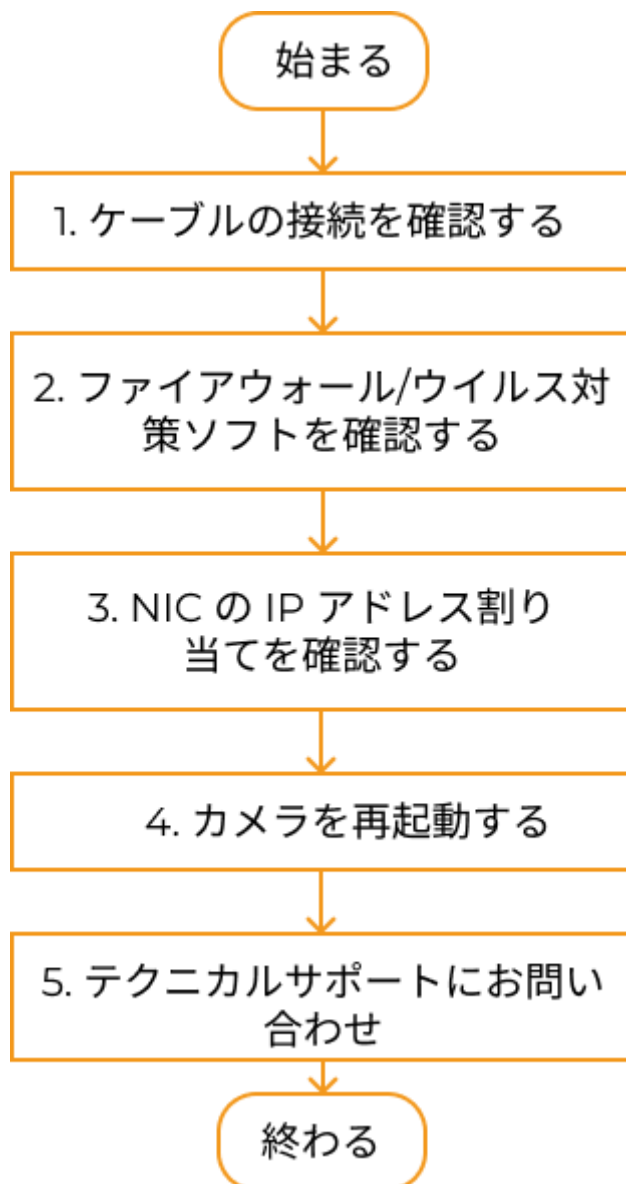 始まる
1. ケーブルの接続を確認する
2. ファイアウォール/ウイルス対
策ソフトを確認する
3. NIC の IP アドレス割り
当てを確認する
4. カメラを再起動する
5. テクニカルサポートにお問い
合わせ
終わる